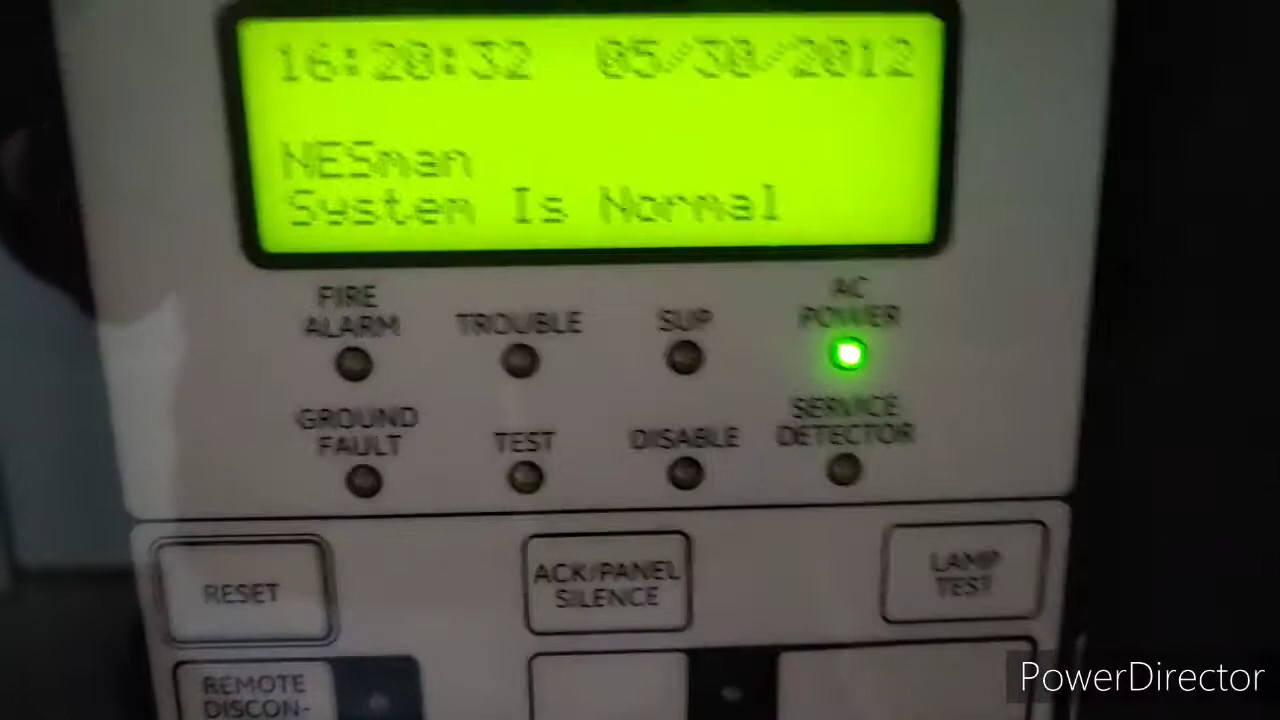 16:20:32 05/30/2012
NESman
System Is Normal
FIRE ALARM
TROUBLE
SUP
AC POWER
GROUND FAULT
TEST
DISABLE
SERVICE DETECTOR
RESET
ACK/PANEL SILENCE
LAMP TEST
REMOTE DISCON-
PowerDirector